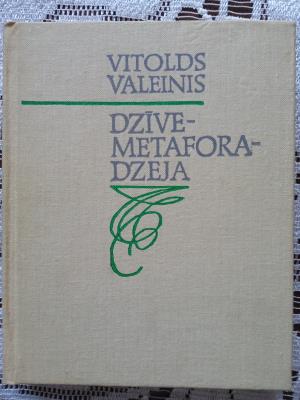 VITOLDS
VALEINIS
DZĪVE-
METAFORA-
DZEJA